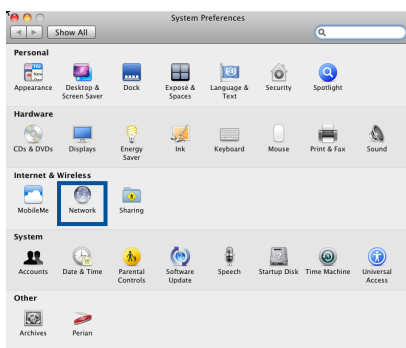 System Preferences
Show All
Personal
Appearance
Desktop &
Screen Saver
Dock
Exposé &
Spaces
Language &
Text
Security
Spotlight
Hardware
CDs & DVDs
Displays
Energy
Saver
Ink
Keyboard
Mouse
Print & Fax
Sound
Internet & Wireless
MobileMe
Network
Sharing
System
Accounts
Date & Time
Parental
Controls
Software
Update
Speech
Startup Disk
Time Machine
Universal
Access
Other
Archives
Perian